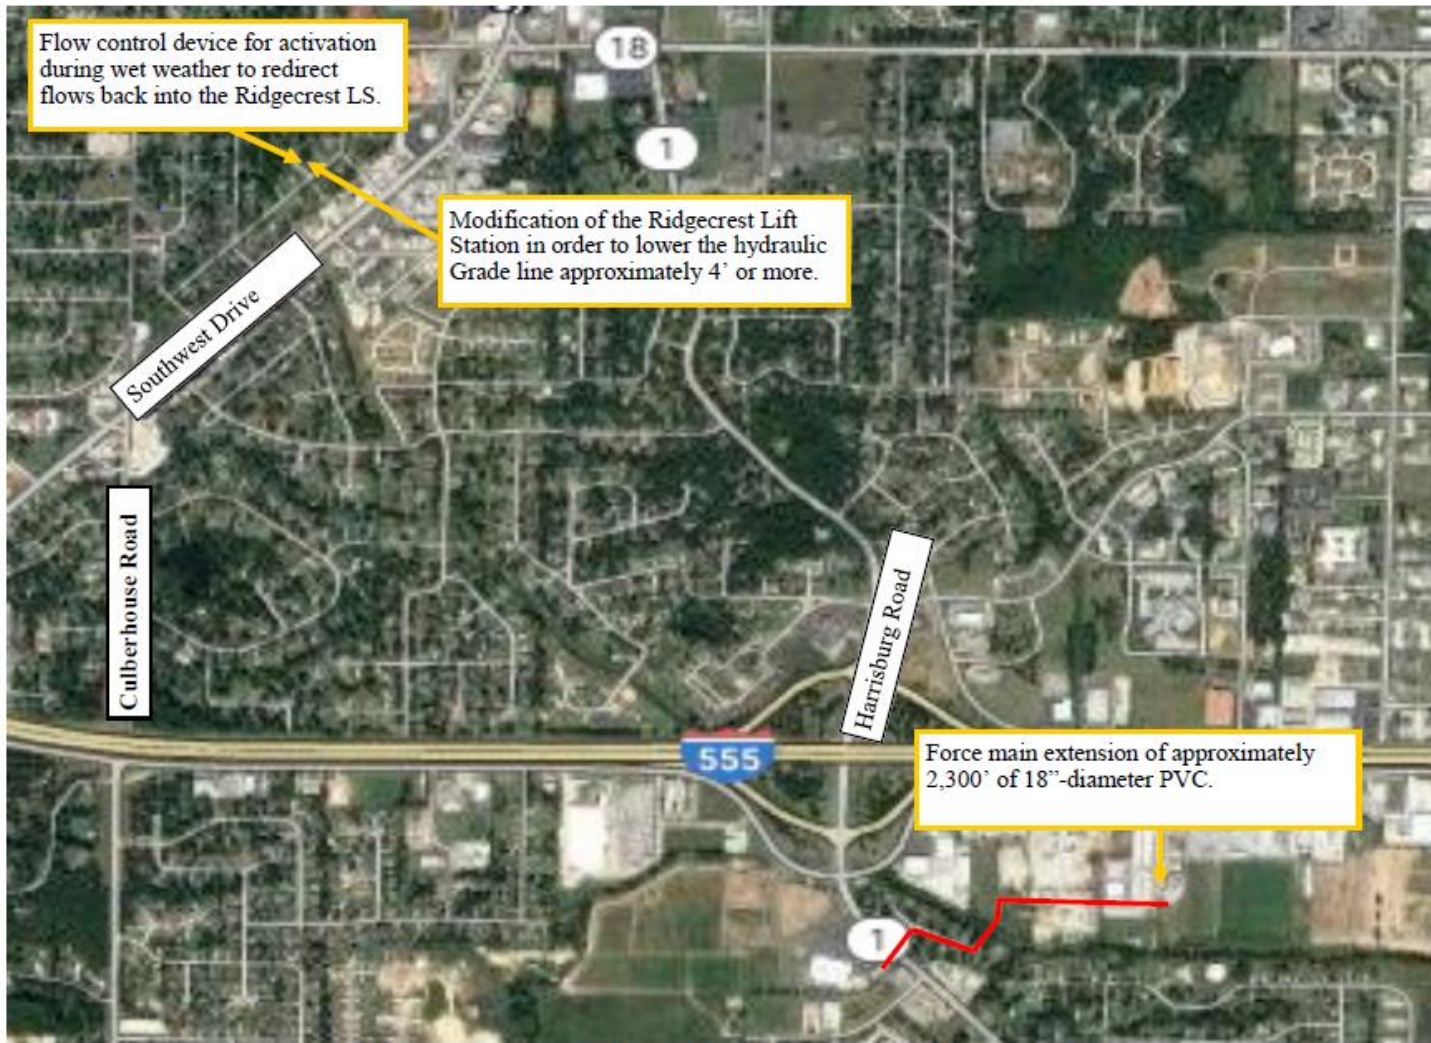 Flow control device for activation
during wet weather to redirect
flows back into the Ridgecrest LS.
18
1
Modification of the Ridgecrest Lift
Station in order to lower the hydraulic
Grade line approximately 4’ or more.
Southwest Drive
Culberhouse Road
Harrisburg Road
555
Force main extension of approximately
2,300’ of 18”-diameter PVC.
1